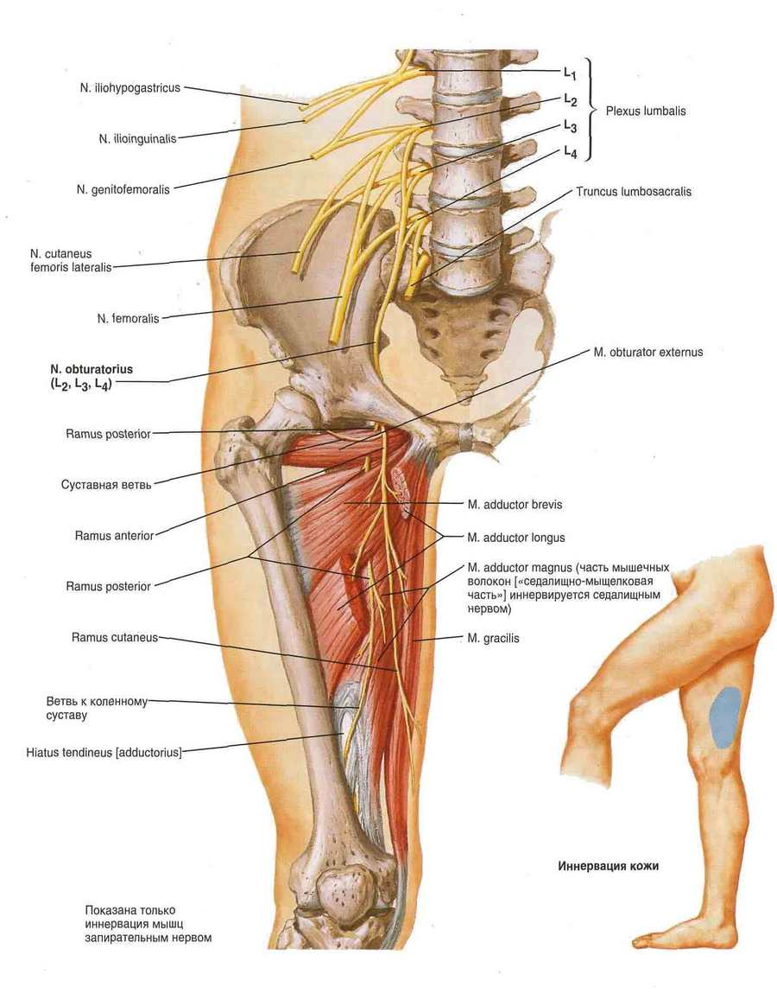 N. iliohypogastricus
N. ilioinguinalis
N. genitofemoralis
N. cutaneus
femoris lateralis
N. femoralis
N. obturatorius
(L2, L3, L4)
Ramus posterior
Суставная ветвь
Ramus anterior
Ramus posterior
Ramus cutaneus
Ветвь к коленному
суставу
Hiatus tendineus [adductorius]
Показана только
иннервация мышц
запирательным нервом
L1
L2
L3
L4
Plexus lumbalis
Truncus lumbosacralis
M. obturator externus
M. adductor brevis
M. adductor longus
M. adductor magnus (часть мышечных
волокон [«седалищно-мыщелковая
часть»] иннервируется седалищным
нервом)
M. gracilis
Иннервация кожи